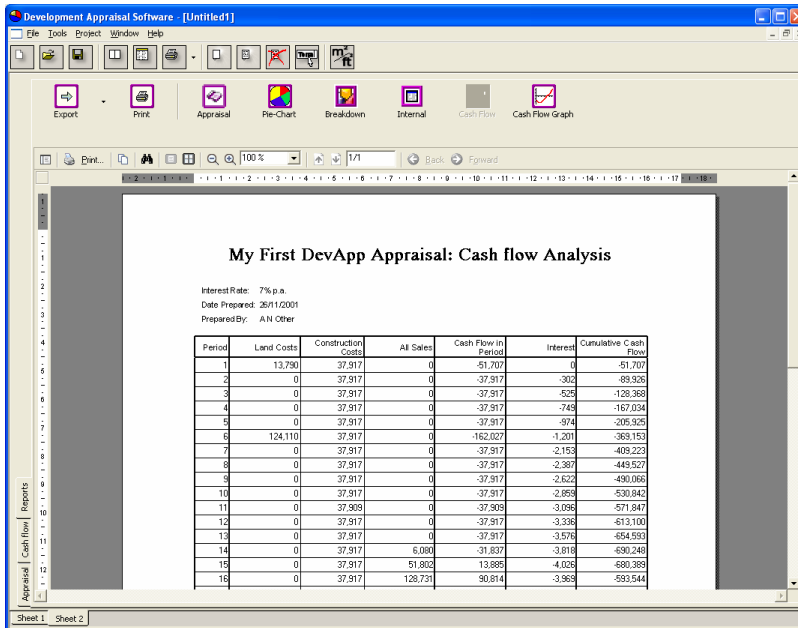 Development Appraisal Software - [Untitled1]
File Tools Project Window Help
Export Print Appraisal Pie-Chart Breakdown Internal Cash Flow Cash Flow Graph
Print... 100 % 1/1 Back Forward
My First DevApp Appraisal: Cash flow Analysis
Interest Rate: 7% p.a.
Date Prepared: 26/11/2001
Prepared By: A N Other
Period Land Costs Construction Costs All Sales Cash Flow in Period Interest Cumulative Cash Flow
1 13,790 37,917 0 -51,707 0 -51,707
2 0 37,917 0 -37,917 -302 -89,926
3 0 37,917 0 -37,917 -525 -128,368
4 0 37,917 0 -37,917 -749 -167,034
5 0 37,917 0 -37,917 -974 -205,925
6 124,110 37,917 0 -162,027 -1,201 -369,153
7 0 37,917 0 -37,917 -2,153 -409,223
8 0 37,917 0 -37,917 -2,387 -449,527
9 0 37,917 0 -37,917 -2,622 -490,066
10 0 37,917 0 -37,917 -2,859 -530,842
11 0 37,909 0 -37,909 -3,096 -571,847
12 0 37,917 0 -37,917 -3,336 -613,100
13 0 37,917 0 -37,917 -3,576 -654,593
14 0 37,917 6,080 -31,837 -3,818 -690,248
15 0 37,917 51,802 13,885 -4,026 -680,389
16 0 37,917 128,731 90,814 -3,969 -593,544
Appraisal Cash flow Reports
Sheet 1 Sheet 2